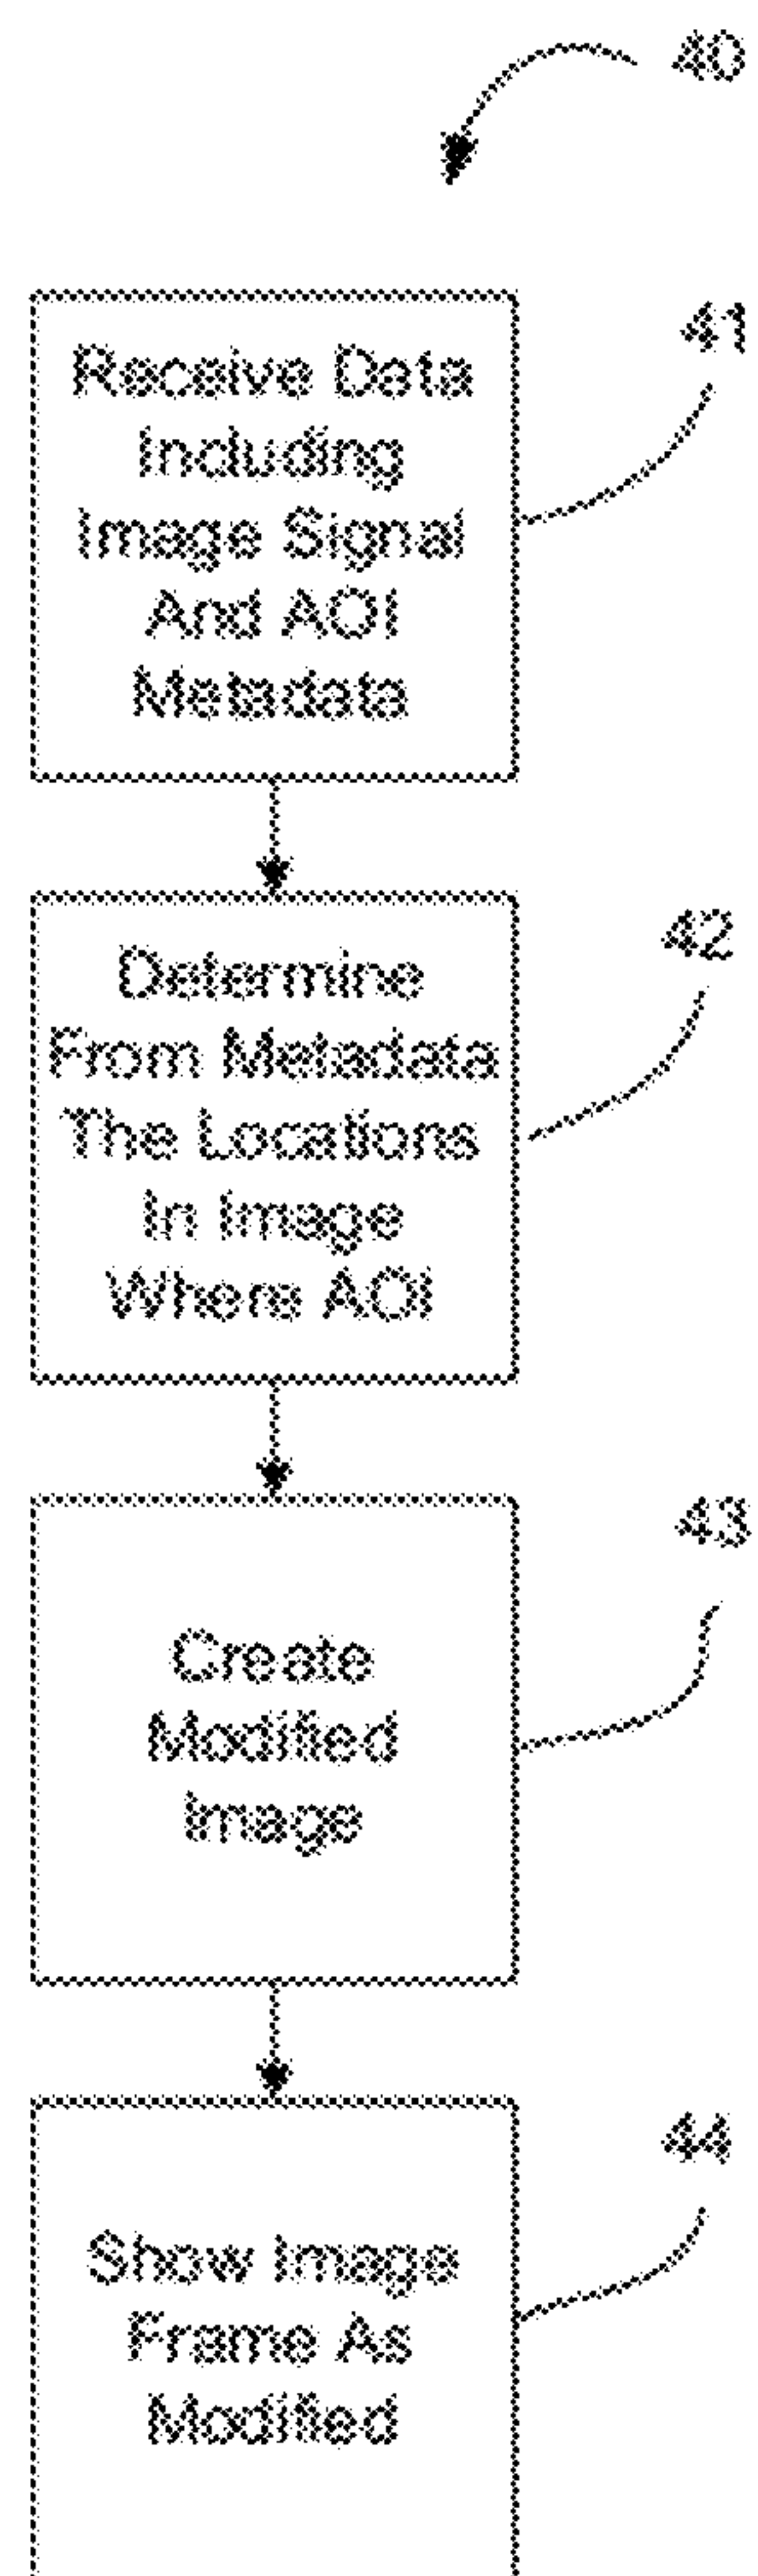 40
41
Receive Data
Including
Image Signal
And AOI
Metadata
42
Determine
From Metadata
The Locations
In Image
Where AOI
43
Create
Modified
Image
44
Show Image
Frame As
Modified